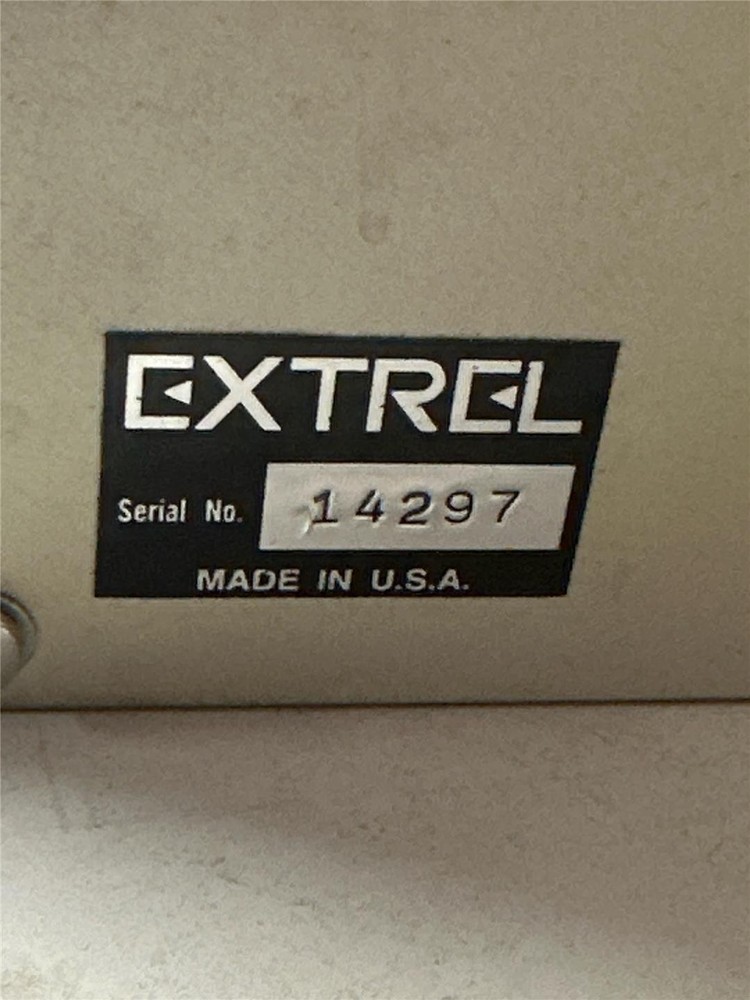 EXTREL
Serial No. 14297
MADE IN U.S.A.